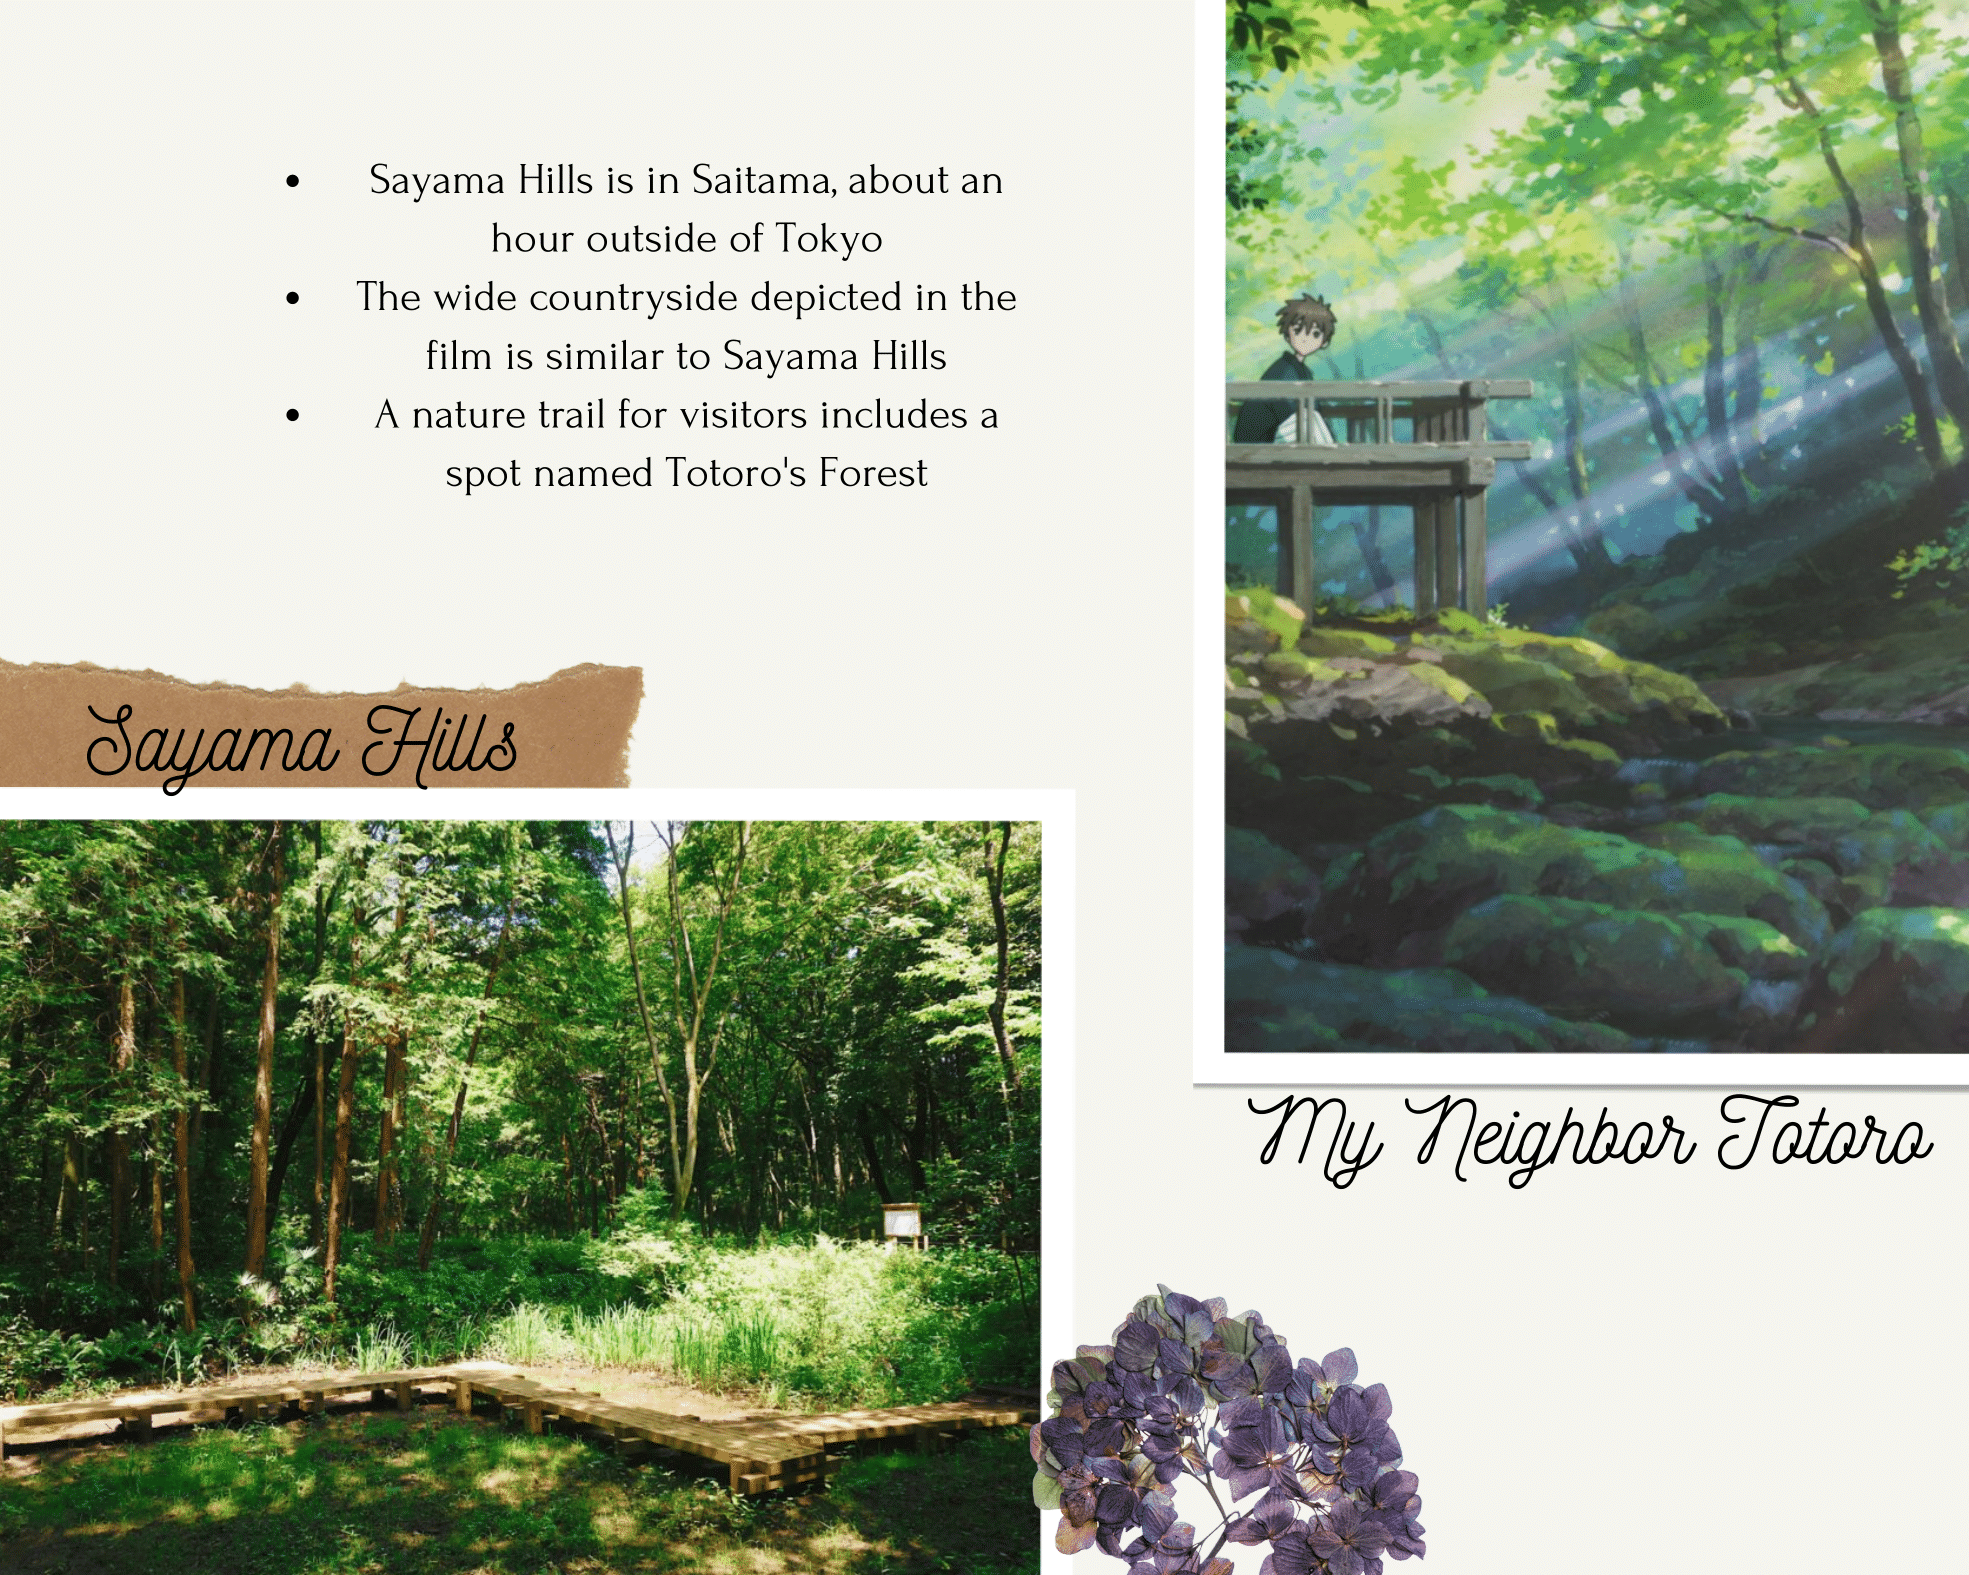 • Sayama Hills is in Saitama, about an
hour outside of Tokyo
• The wide countryside depicted in the
film is similar to Sayama Hills
• A nature trail for visitors includes a
spot named Totoro's Forest
Sayama Hills
My Neighbor Totoro